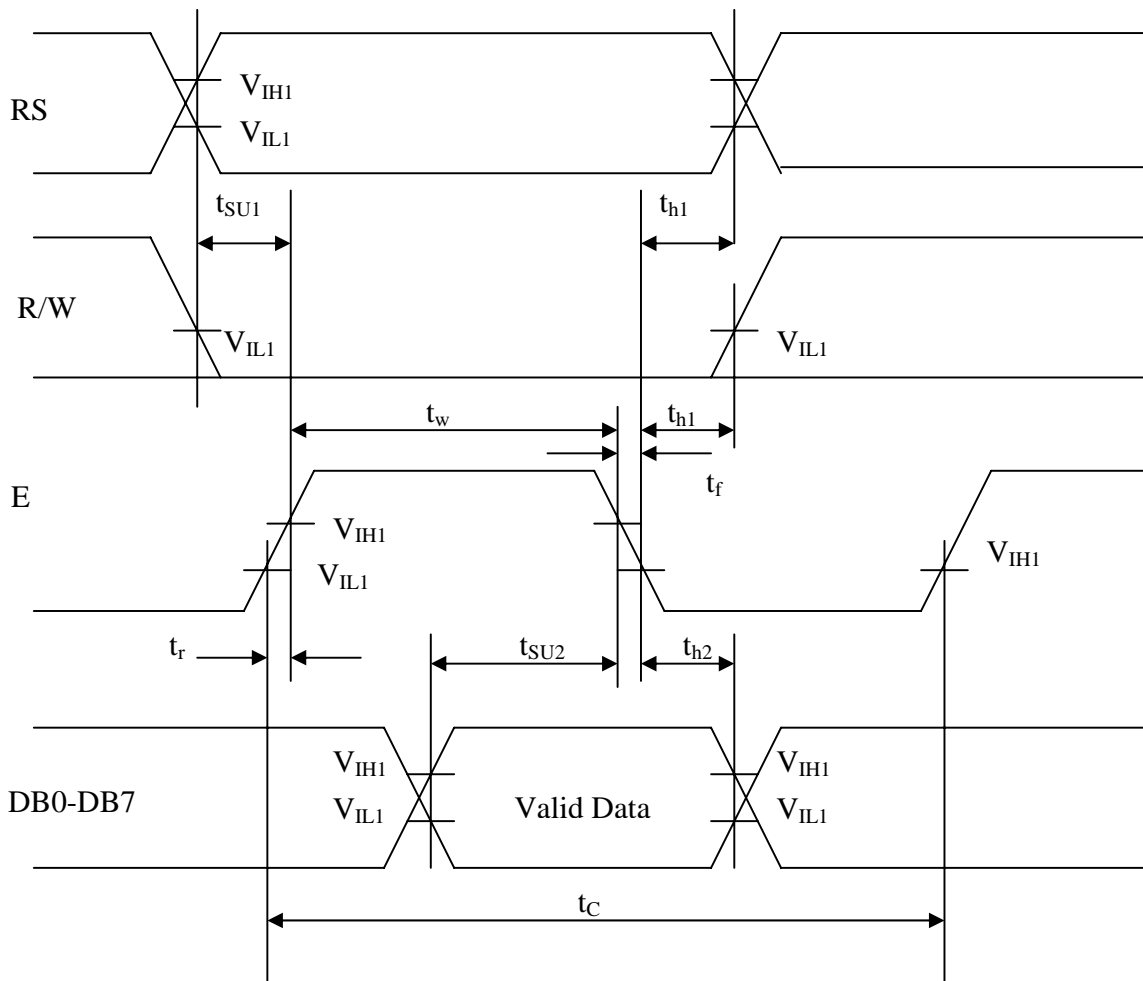 V_IH1
RS
V_IL1
t_SU1 t_h1
R/W
V_IL1 V_IL1
t_w t_h1
t_f
E
V_IH1 V_IH1
V_IL1
t_r t_SU2 t_h2
V_IH1 V_IH1
DB0-DB7 Valid Data
V_IL1 V_IL1
t_C